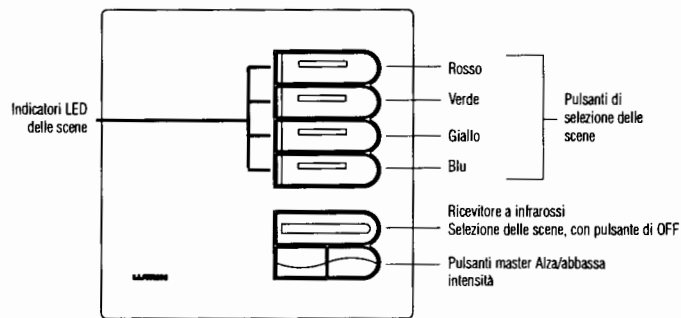 Rosso
Indicatori LED
delle scene
Verde
Giallo
Blu
Pulsanti di
selezione delle
scene
Ricevitore a infrarossi
Selezione delle scene, con pulsante di OFF
Pulsanti master Alza/abbassa
intensità
LUTRON